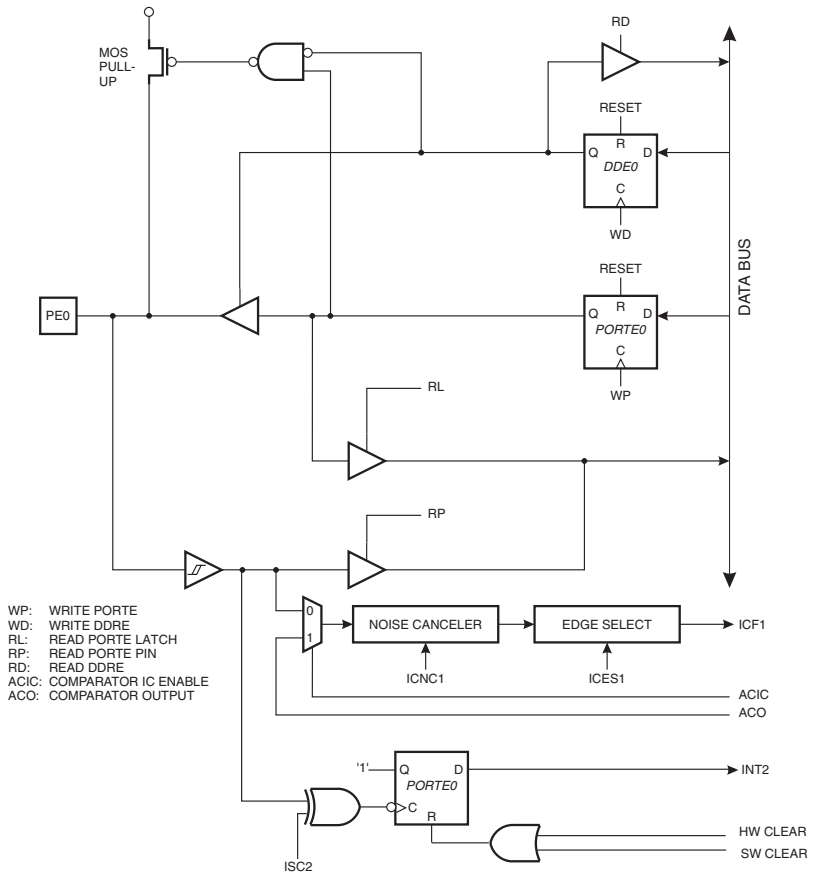 RD
MOS
PULL-
UP
RESET
R
Q
D
DDE0
C
WD
DATA BUS
RESET
PE0
R
Q
D
PORTE0
C
WP
RL
RP
WP: WRITE PORTE
WD: WRITE DDRE
RL: READ PORTE LATCH
RP: READ PORTE PIN
RD: READ DDRE
ACIC: COMPARATOR IC ENABLE
ACO: COMPARATOR OUTPUT
0
1
NOISE CANCELER
EDGE SELECT
ICF1
ICNC1
ICES1
ACIC
ACO
'1'
Q
D
INT2
PORTE0
C
R
HW CLEAR
SW CLEAR
ISC2